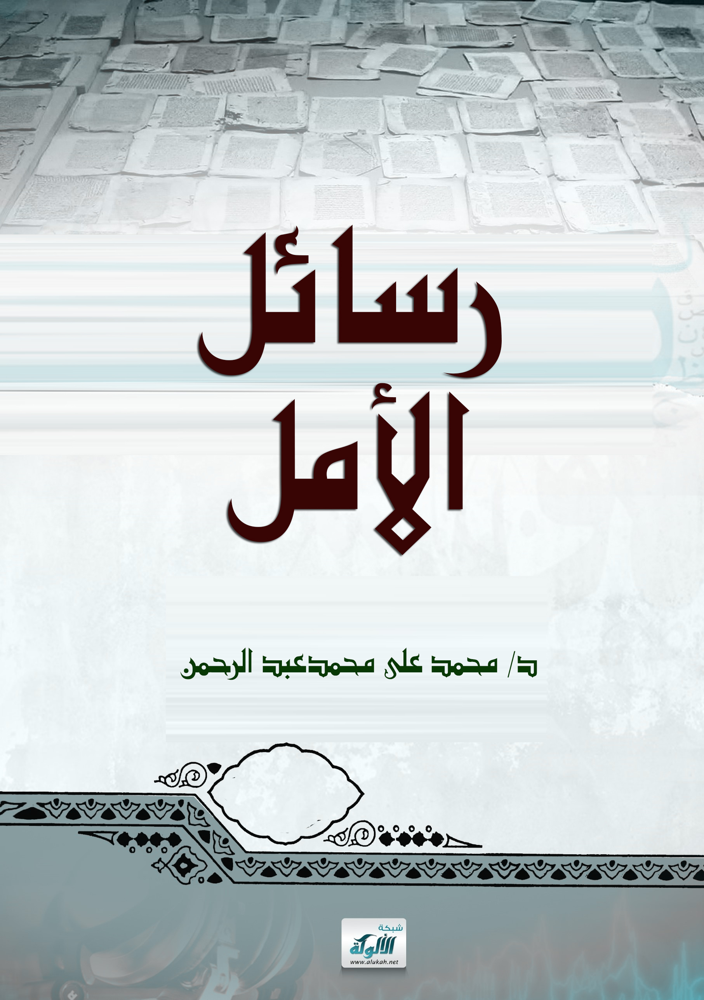 رسائل
الأمل
د/ محمد على محمدعبد الرحمن
شبكة
الألوكة
www.alukah.net